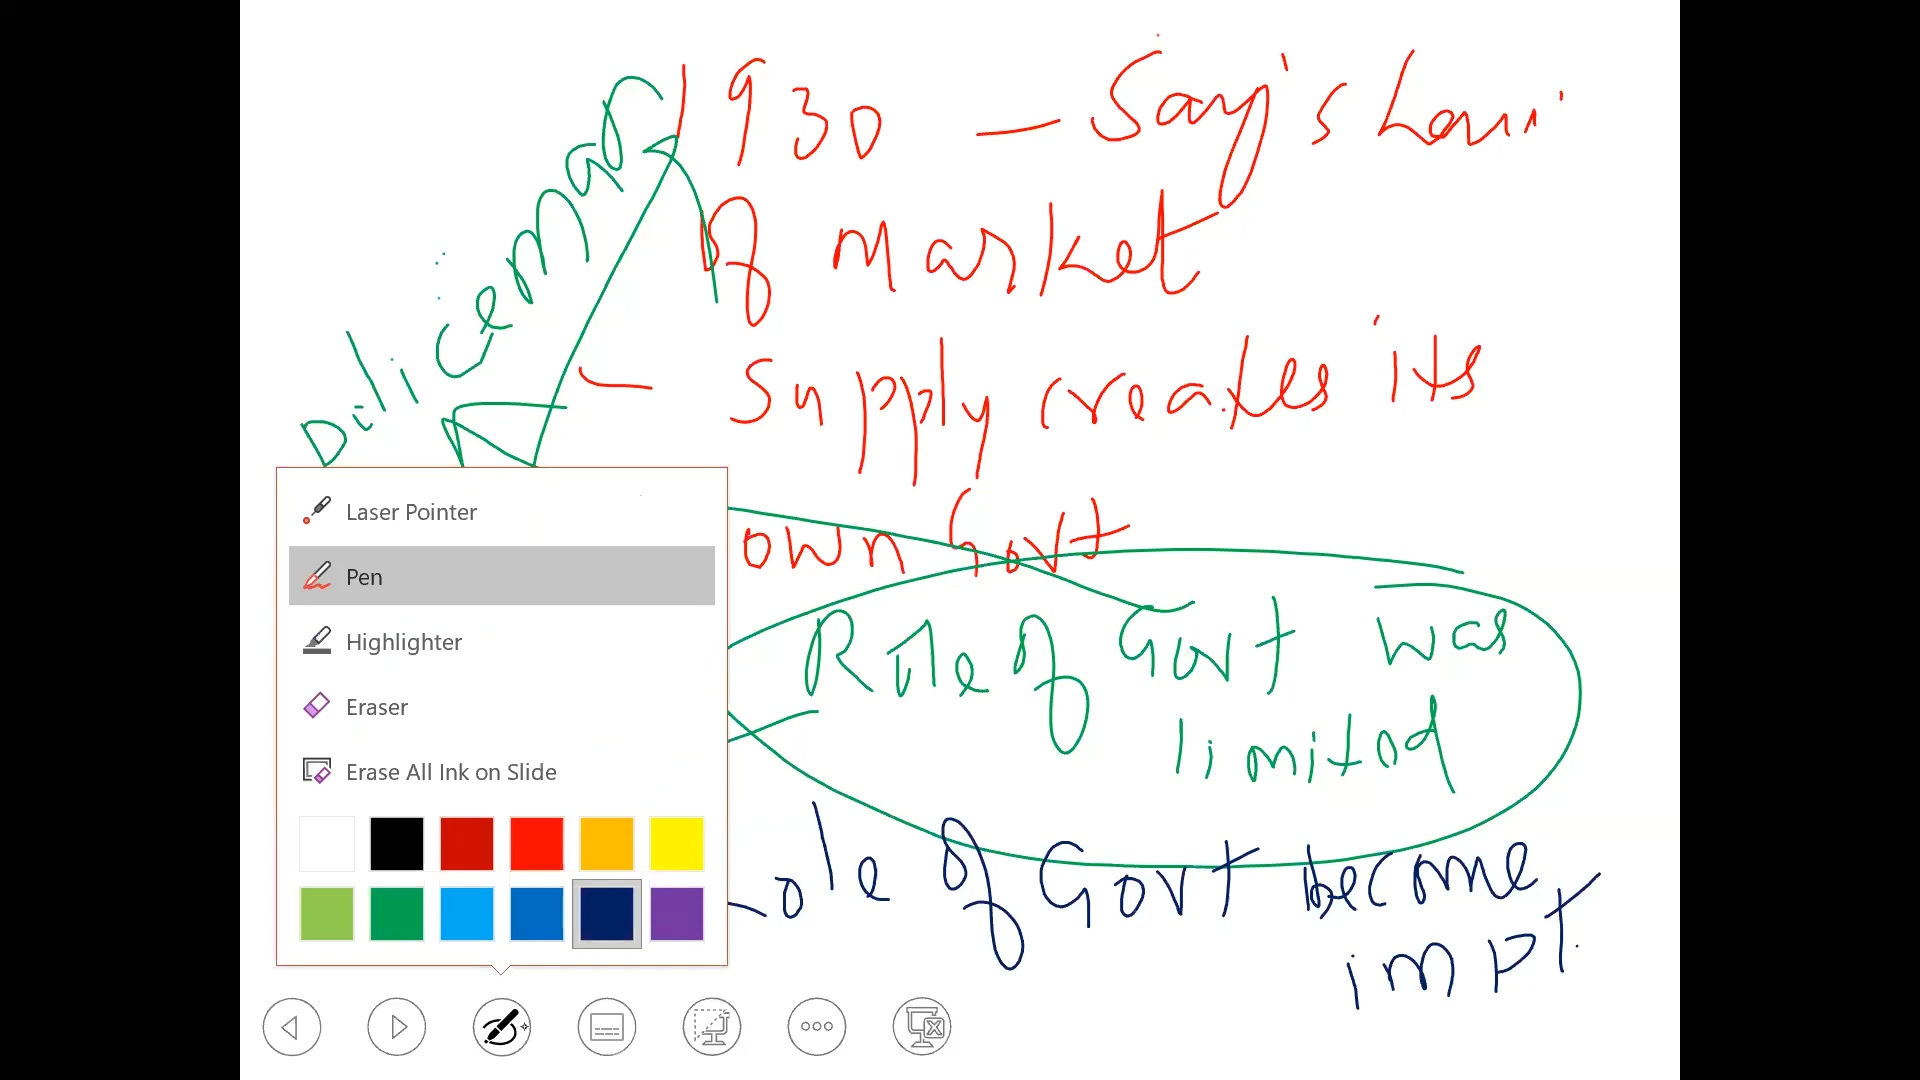 1930 - Say's Law
of market
- Supply creates its
own Govt
Policeman
Role of Govt was
limited
ole of Govt become
impt.
Laser Pointer
Pen
Highlighter
Eraser
Erase All Ink on Slide